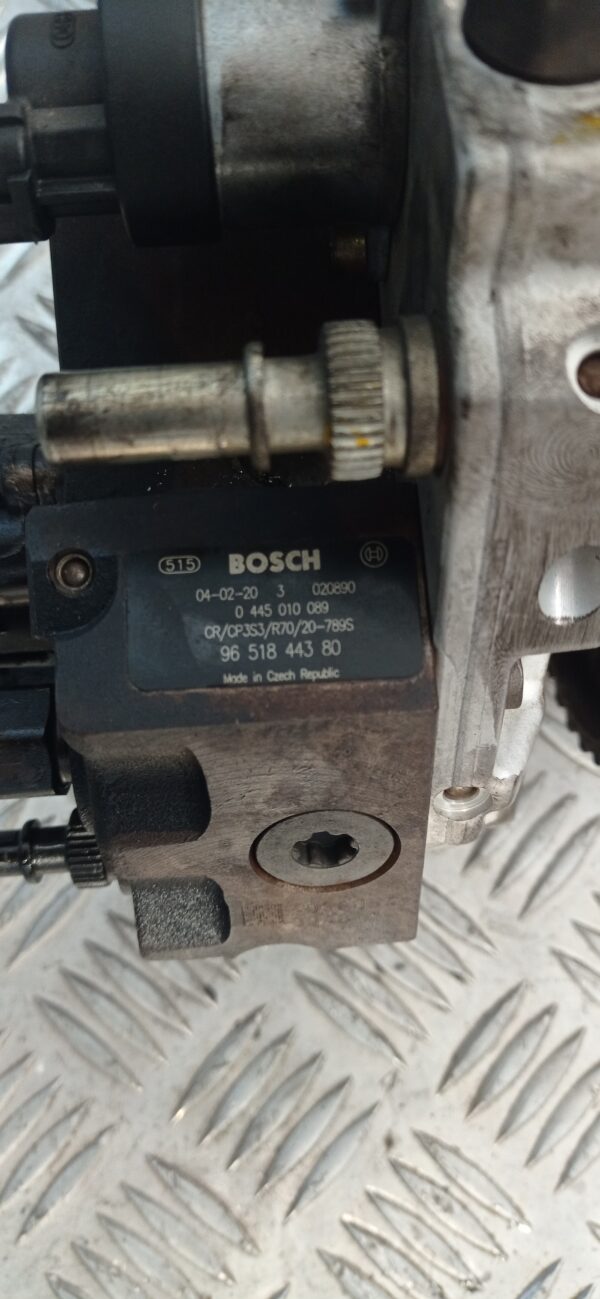 515 BOSCH
04-02-20 3 020890
0 445 010 089
CR/CP3S3/R70/20-789S
96 518 443 80
Made in Czech Republic